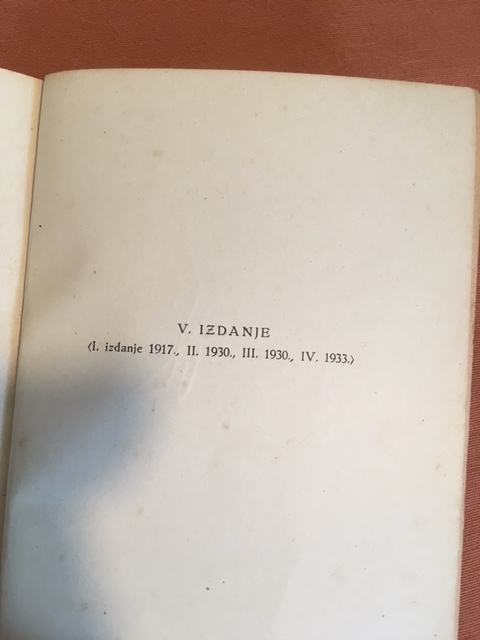 V. IZDANJE
(I. izdanje 1917., II. 1930., III. 1930., IV. 1933.)